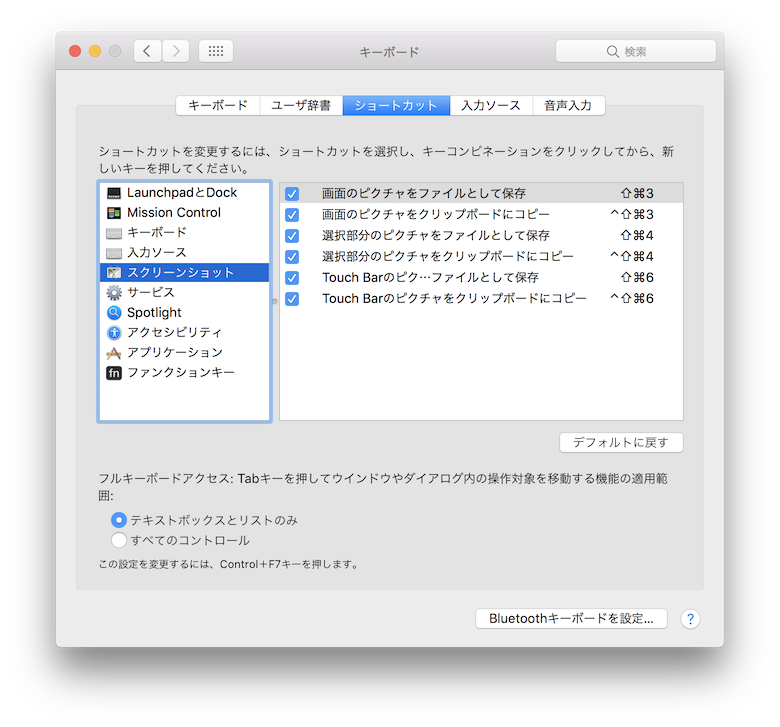 キーボード
検索
キーボード ユーザ辞書 ショートカット 入力ソース 音声入力
ショートカットを変更するには、ショートカットを選択し、キーコンビネーションをクリックしてから、新
しいキーを押してください。
LaunchpadとDock
Mission Control
キーボード
入力ソース
スクリーンショット
サービス
Spotlight
アクセシビリティ
アプリケーション
fn ファンクションキー
画面のピクチャをファイルとして保存 ⇧⌘3
画面のピクチャをクリップボードにコピー ^⇧⌘3
選択部分のピクチャをファイルとして保存 ⇧⌘4
選択部分のピクチャをクリップボードにコピー ^⇧⌘4
Touch Barのピク…ファイルとして保存 ⇧⌘6
Touch Barのピクチャをクリップボードにコピー ^⇧⌘6
デフォルトに戻す
フルキーボードアクセス: Tabキーを押してウインドウやダイアログ内の操作対象を移動する機能の適用範
囲:
テキストボックスとリストのみ
すべてのコントロール
この設定を変更するには、Control+F7キーを押します。
Bluetoothキーボードを設定... ?